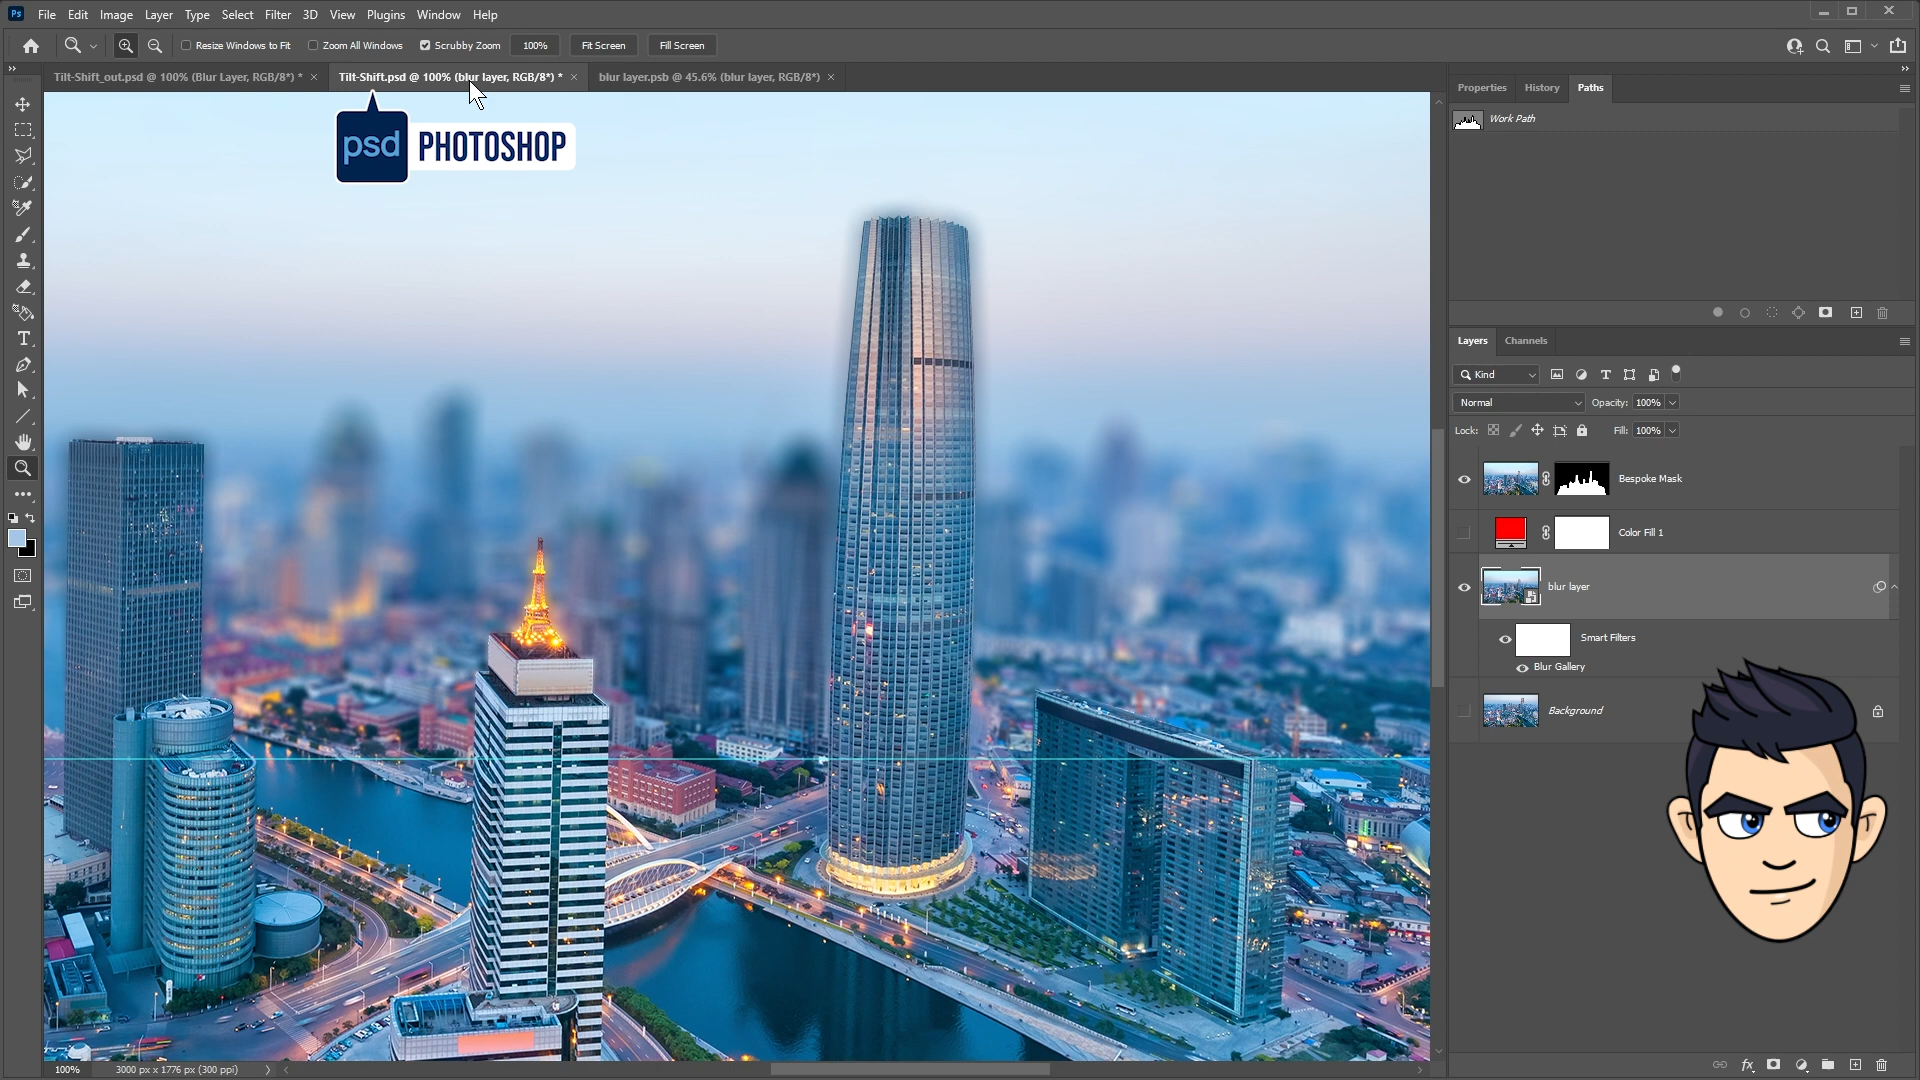 Ps File Edit Image Layer Type Select Filter 3D View Plugins Window Help
Resize Windows to Fit Zoom All Windows Scrubby Zoom 100% Fit Screen Fill Screen
Tilt-Shift_out.psd @ 100% (Blur Layer, RGB/8*) * Tilt-Shift.psd @ 100% (blur layer, RGB/8*) * blur layer.psb @ 45.6% (blur layer, RGB/8*)
psd PHOTOSHOP
Properties History Paths
Work Path
Layers Channels
Kind
Normal Opacity: 100%
Lock: Fill: 100%
Bespoke Mask
Color Fill 1
blur layer
Smart Filters
Blur Gallery
Background
100% 3000 px x 1776 px (300 ppi)
fx